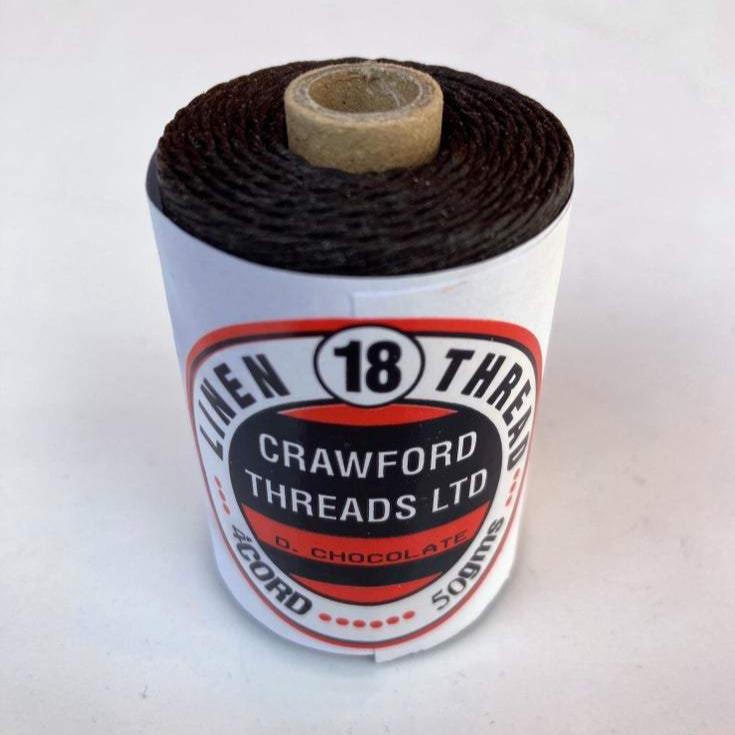 LINEN 18 THREAD
CRAWFORD
THREADS LTD
D. CHOCOLATE
4CORD 50gms